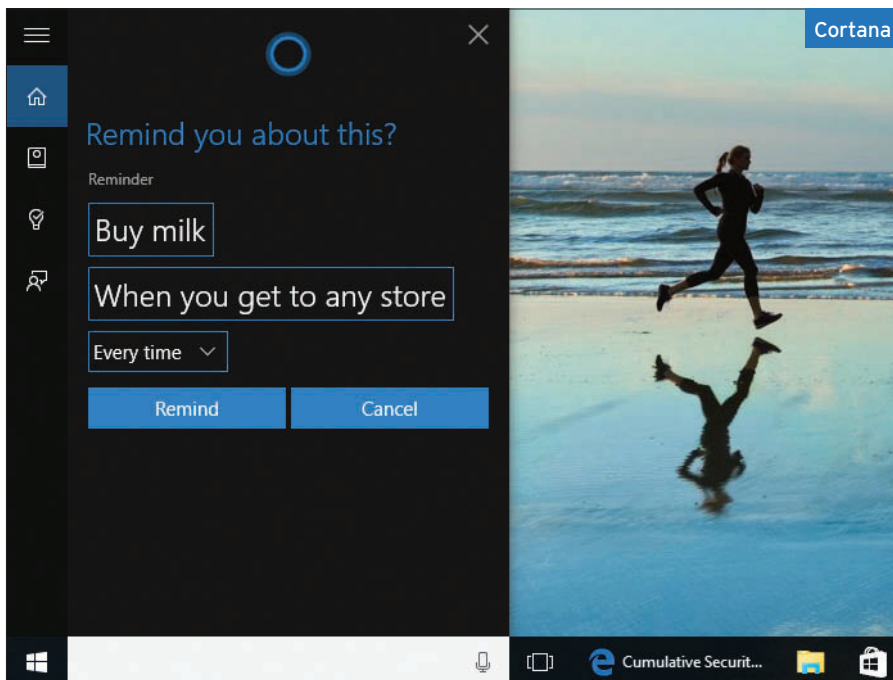 Cortana
Remind you about this?
Reminder
Buy milk
When you get to any store
Every time
Remind
Cancel
Cumulative Securit...